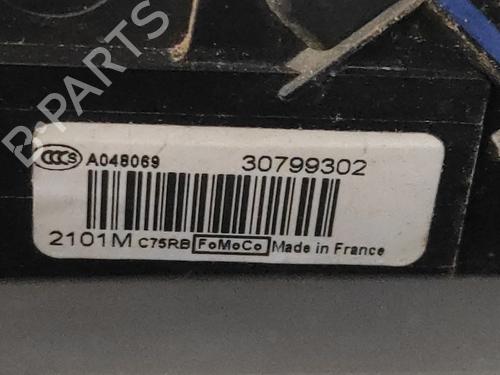 B-PARTS
CCC S A048069 30799302
2101M C75RB FoMoCo Made in France